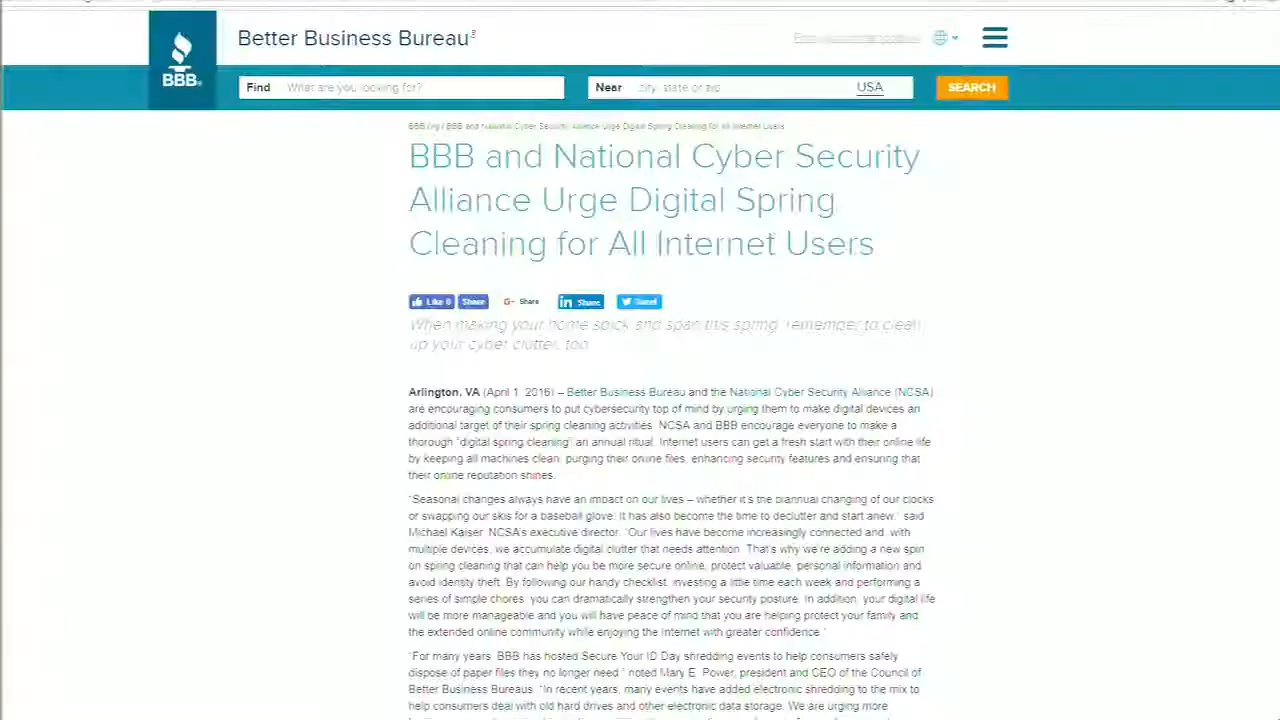 Better Business Bureau®
BBB.
Find What are you looking for? Near city, state or zip USA SEARCH
BBB.org / BBB and National Cyber Security Alliance Urge Digital Spring Cleaning for All Internet Users
BBB and National Cyber Security
Alliance Urge Digital Spring
Cleaning for All Internet Users
Like 0 Share G+ Share in Share Tweet
When making your home spick and span this spring, remember to clean
up your cyber clutter, too
Arlington, VA (April 1, 2016) – Better Business Bureau and the National Cyber Security Alliance (NCSA)
are encouraging consumers to put cybersecurity top of mind by urging them to make digital devices an
additional target of their spring cleaning activities. NCSA and BBB encourage everyone to make a
thorough "digital spring cleaning" an annual ritual. Internet users can get a fresh start with their online life
by keeping all machines clean, purging their online files, enhancing security features and ensuring that
their online reputation shines.
"Seasonal changes always have an impact on our lives – whether it's the biannual changing of our clocks
or swapping our skis for a baseball glove. It has also become the time to declutter and start anew," said
Michael Kaiser, NCSA's executive director. "Our lives have become increasingly connected and, with
multiple devices, we accumulate digital clutter that needs attention. That's why we're adding a new spin
on spring cleaning that can help you be more secure online, protect valuable, personal information and
avoid identity theft. By following our handy checklist, investing a little time each week and performing a
series of simple chores, you can dramatically strengthen your security posture. In addition, your digital life
will be more manageable and you will have peace of mind that you are helping protect your family and
the extended online community while enjoying the Internet with greater confidence."
"For many years, BBB has hosted Secure Your ID Day shredding events to help consumers safely
dispose of paper files they no longer need," noted Mary E. Power, president and CEO of the Council of
Better Business Bureaus. "In recent years, many events have added electronic shredding to the mix to
help consumers deal with old hard drives and other electronic data storage. We are urging more